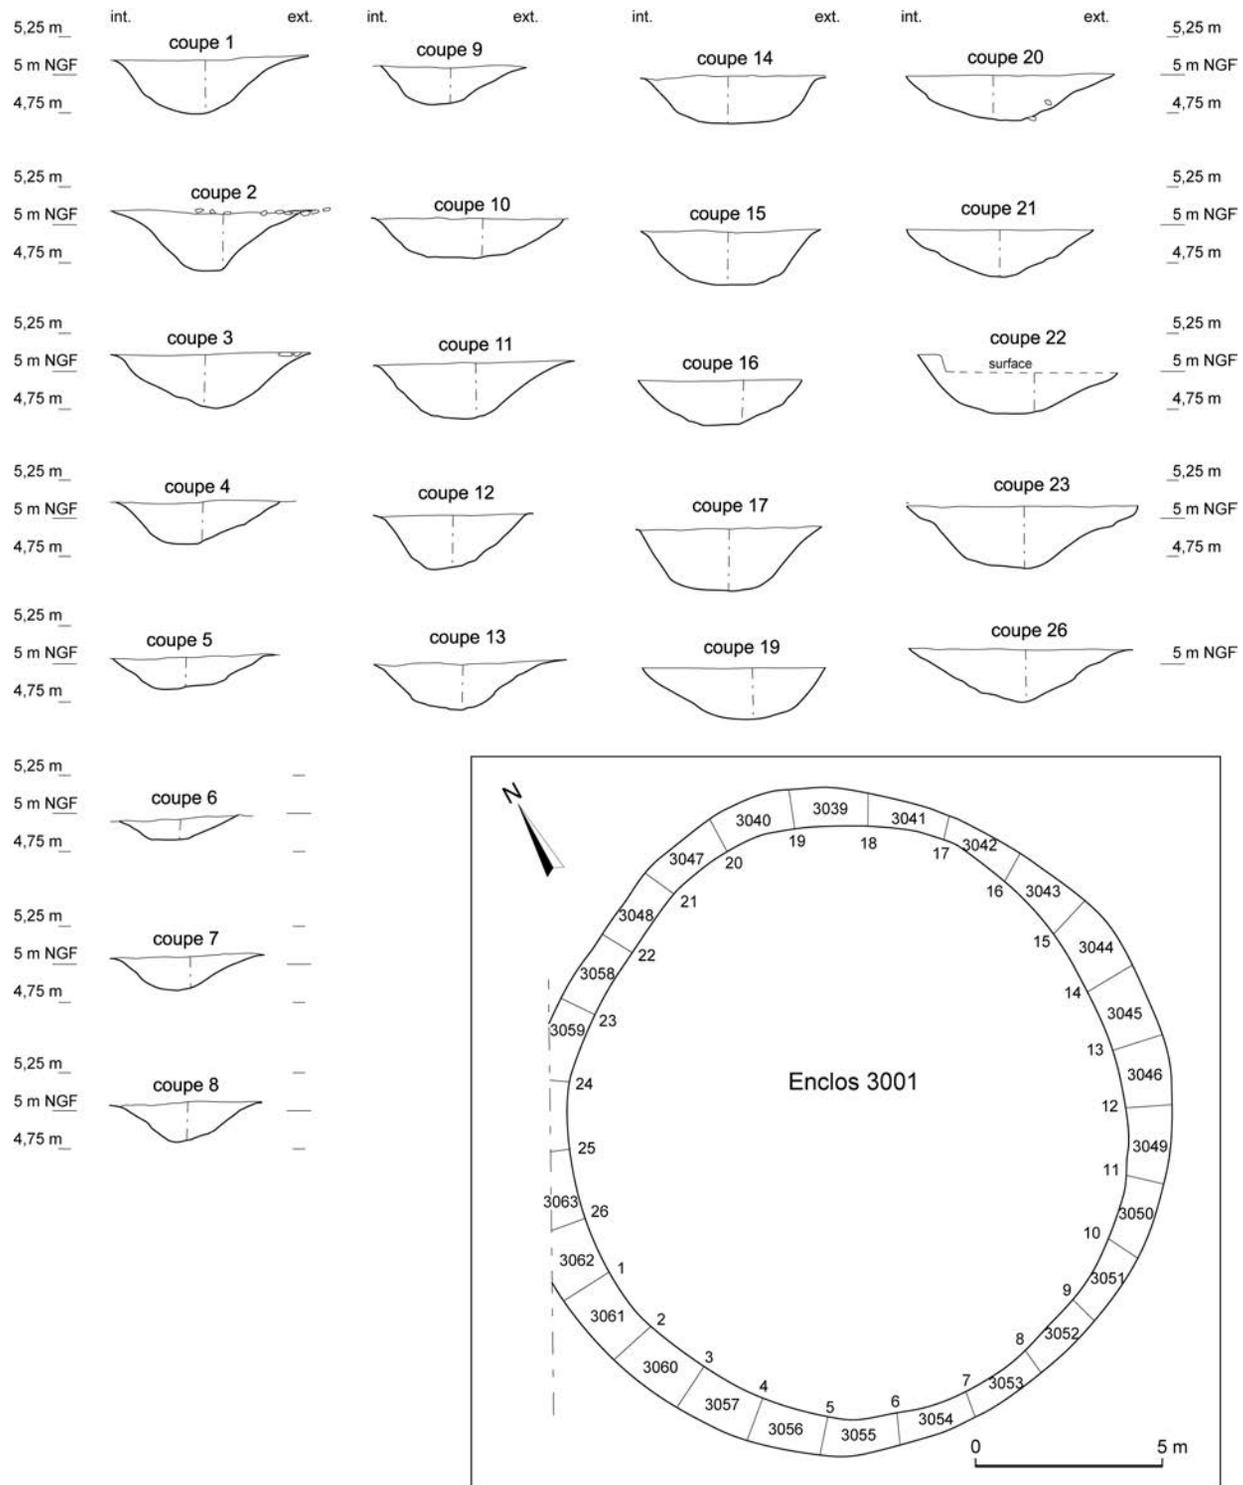 int. ext. int. ext. int. ext. int. ext.
5,25 m 5,25 m
coupe 1 coupe 9 coupe 14 coupe 20
5 m NGF 5 m NGF
4,75 m 4,75 m
5,25 m 5,25 m
coupe 2 coupe 10 coupe 15 coupe 21
5 m NGF 5 m NGF
4,75 m 4,75 m
5,25 m 5,25 m
coupe 3 coupe 11 coupe 16 coupe 22
surface
5 m NGF 5 m NGF
4,75 m 4,75 m
5,25 m 5,25 m
coupe 4 coupe 12 coupe 17 coupe 23
5 m NGF 5 m NGF
4,75 m 4,75 m
5,25 m
coupe 5 coupe 13 coupe 19 coupe 26
5 m NGF 5 m NGF
4,75 m
5,25 m
coupe 6
5 m NGF
4,75 m
5,25 m
coupe 7
5 m NGF
4,75 m
5,25 m
coupe 8
5 m NGF
4,75 m
N
3040 3039 3041
19 18 17 3042
3047 20 16 3043
21 15
3048 3044
22 14
3058 3045
23 13
3059 3046
24 Enclos 3001 12
25 3049
11
3063 26 3050
10
3062 1 3051
9
3061 2 3052
8
3060 3 3053
7
3057 4 5 6 3054
3056 3055
0 5 m